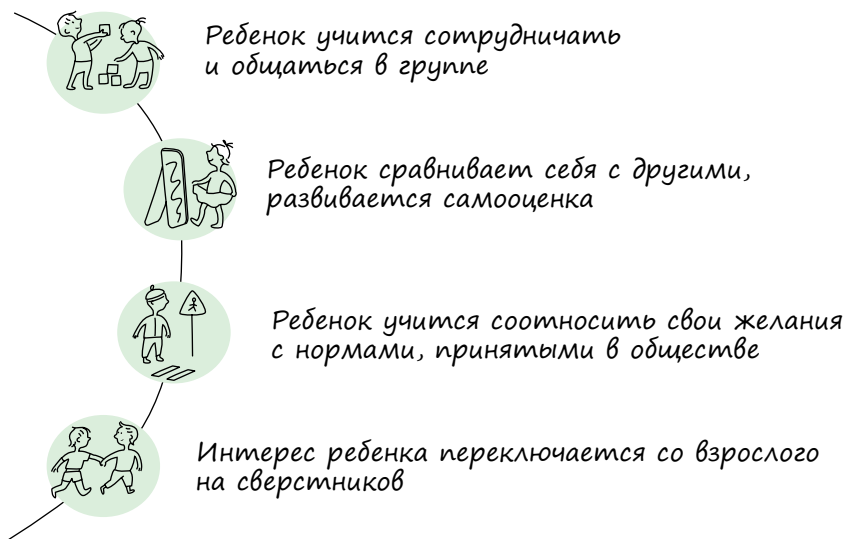 Ребенок учится сотрудничать
и общаться в группе
Ребенок сравнивает себя с другими,
развивается самооценка
Ребенок учится соотносить свои желания
с нормами, принятыми в обществе
Интерес ребенка переключается со взрослого
на сверстников